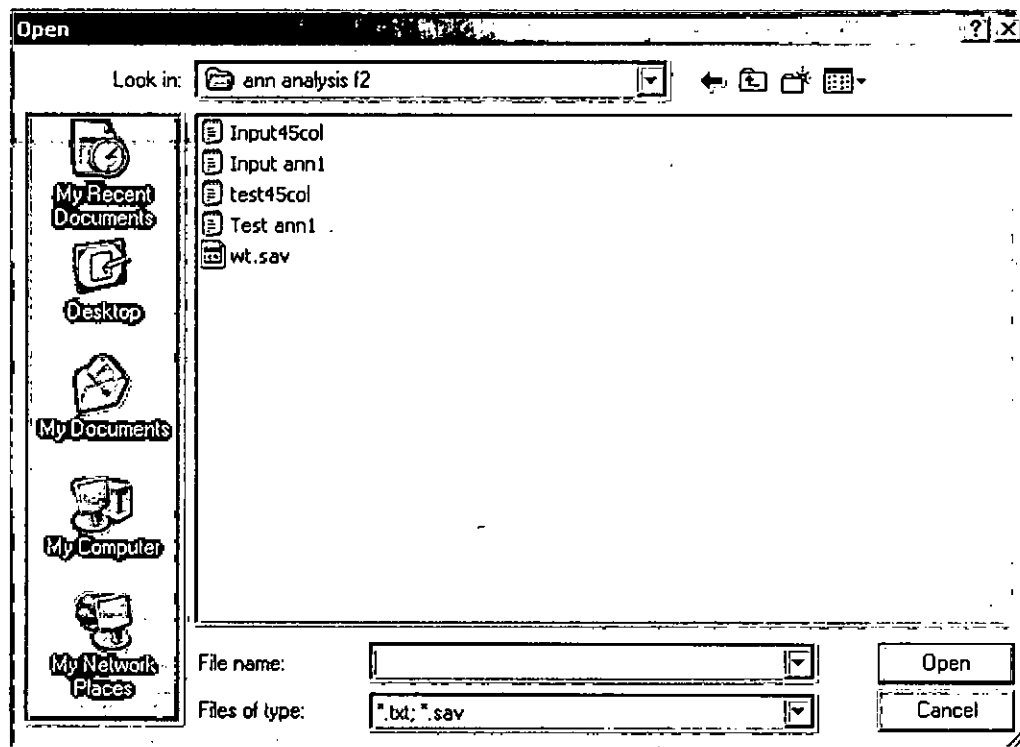 Open
Look in: ann analysis f2
Input45col
Input ann1
test45col
Test ann1
wt.sav
My Recent
Documents
Desktop
My Documents
My Computer
My Network
Places
File name:
Open
Files of type: *.txt; *.sav
Cancel